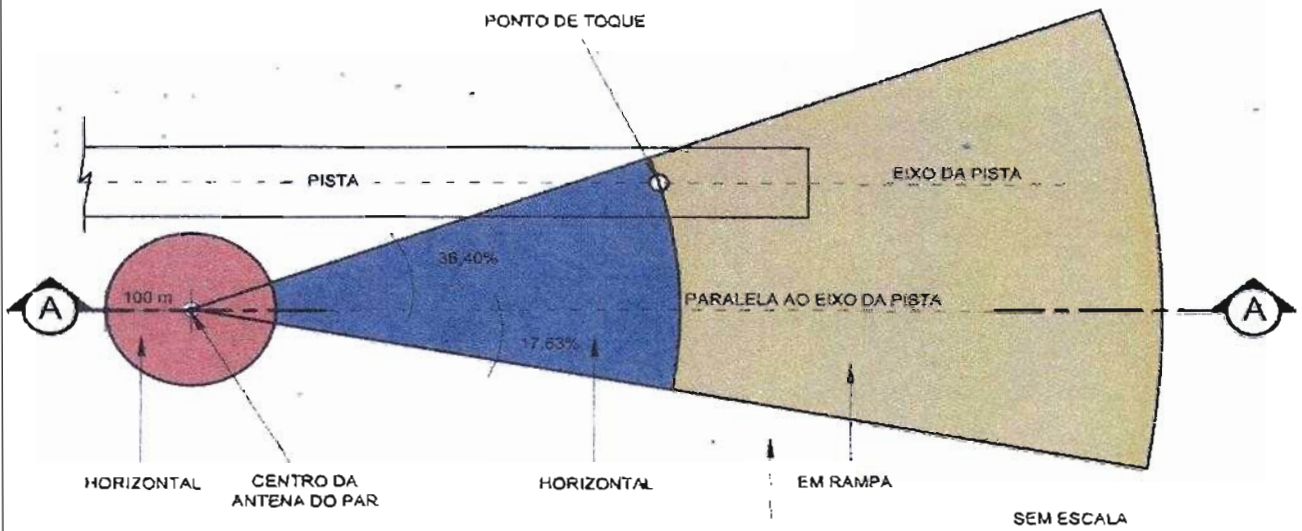 PONTO DE TOQUE
EIXO DA PISTA
PISTA
36,40%
100 m
A
PARALELA AO EIXO DA PISTA
A
17,63%
HORIZONTAL
CENTRO DA
ANTENA DO PAR
HORIZONTAL
EM RAMPA
SEM ESCALA